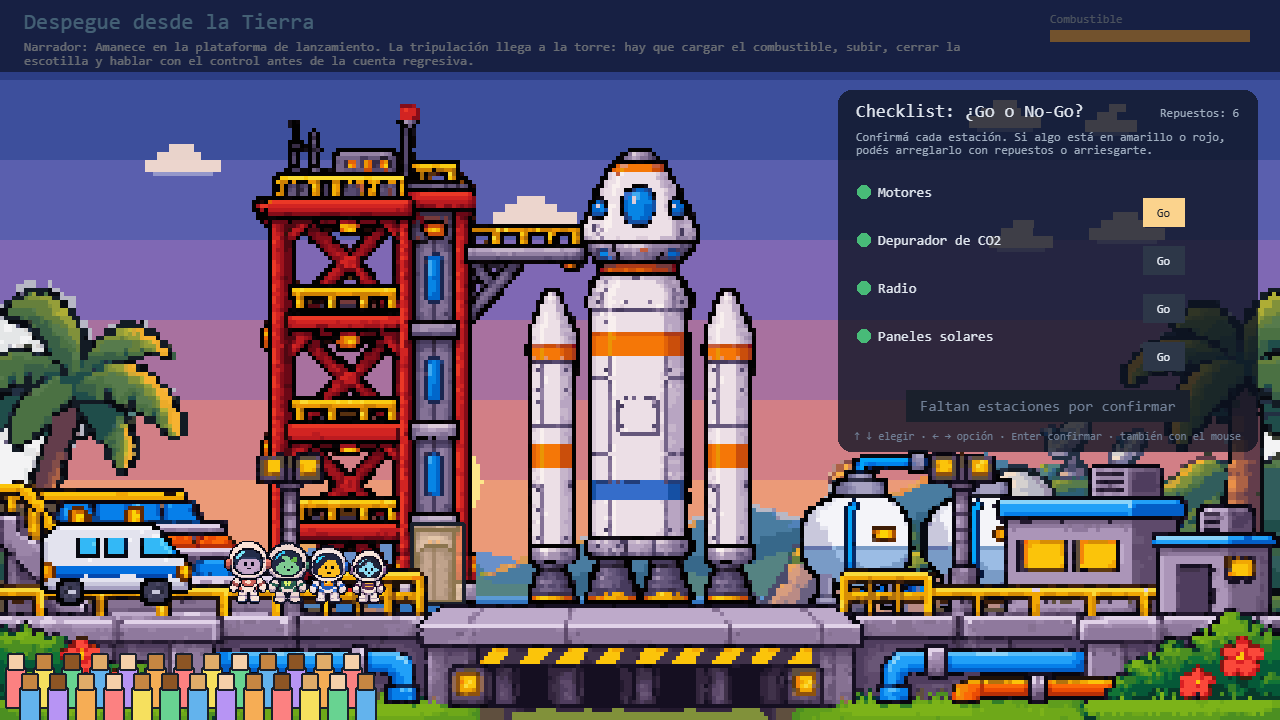 Despegue desde la Tierra
Narrador: Amanece en la plataforma de lanzamiento. La tripulación llega a la torre: hay que cargar el combustible, subir, cerrar la
escotilla y hablar con el control antes de la cuenta regresiva.
Combustible
Checklist: ¿Go o No-Go?
Repuestos: 6
Confirmá cada estación. Si algo está en amarillo o rojo,
podés arreglarlo con repuestos o arriesgarte.
Motores
Go
Depurador de CO2
Go
Radio
Go
Paneles solares
Go
Faltan estaciones por confirmar
↑ ↓ elegir · ← → opción · Enter confirmar · también con el mouse